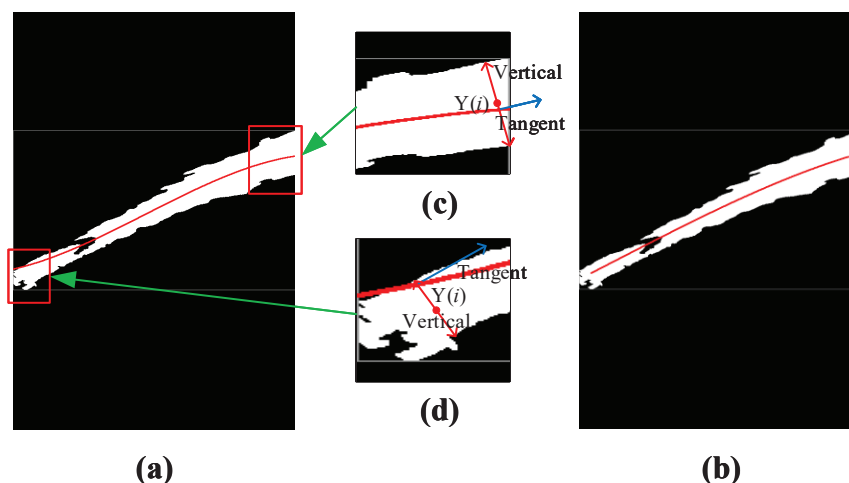 Vertical
Y(i)
Tangent
(c)
Tangent
Y(i)
Vertical
(d)
(a)
(b)